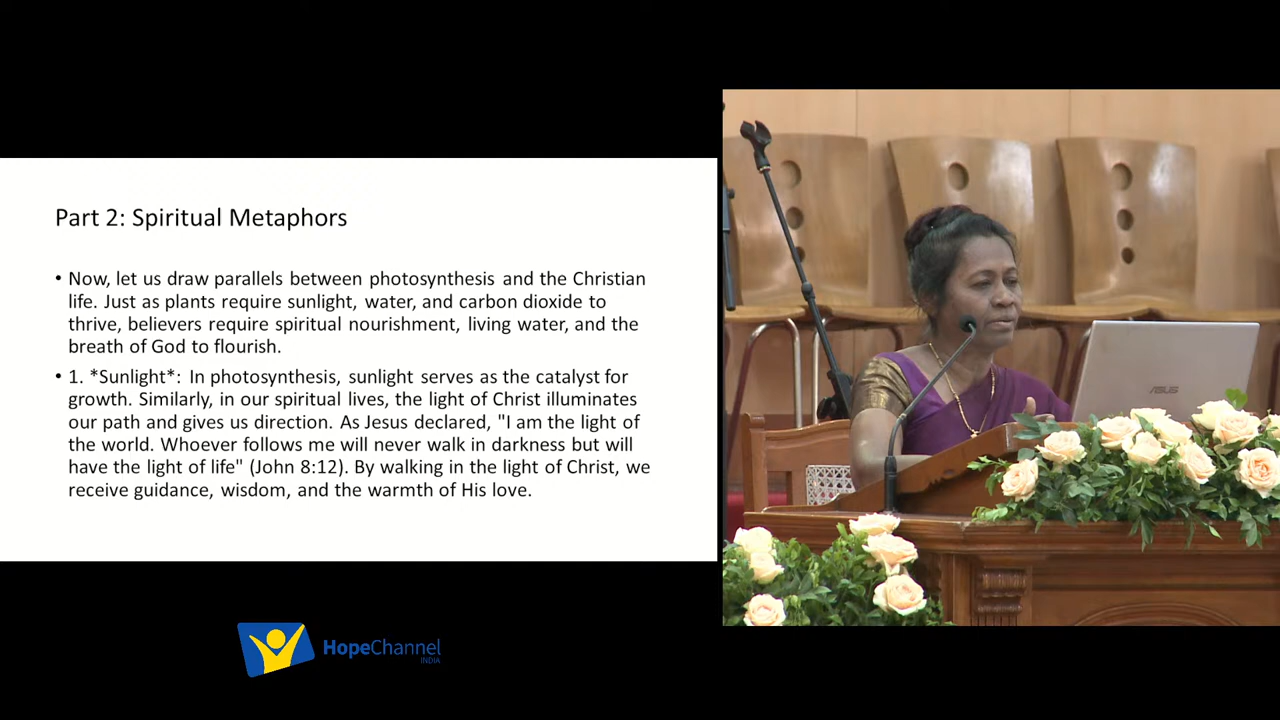 Part 2: Spiritual Metaphors
• Now, let us draw parallels between photosynthesis and the Christian
life. Just as plants require sunlight, water, and carbon dioxide to
thrive, believers require spiritual nourishment, living water, and the
breath of God to flourish.
• 1. *Sunlight*: In photosynthesis, sunlight serves as the catalyst for
growth. Similarly, in our spiritual lives, the light of Christ illuminates
our path and gives us direction. As Jesus declared, "I am the light of
the world. Whoever follows me will never walk in darkness but will
have the light of life" (John 8:12). By walking in the light of Christ, we
receive guidance, wisdom, and the warmth of His love.
ASUS
HopeChannel
INDIA